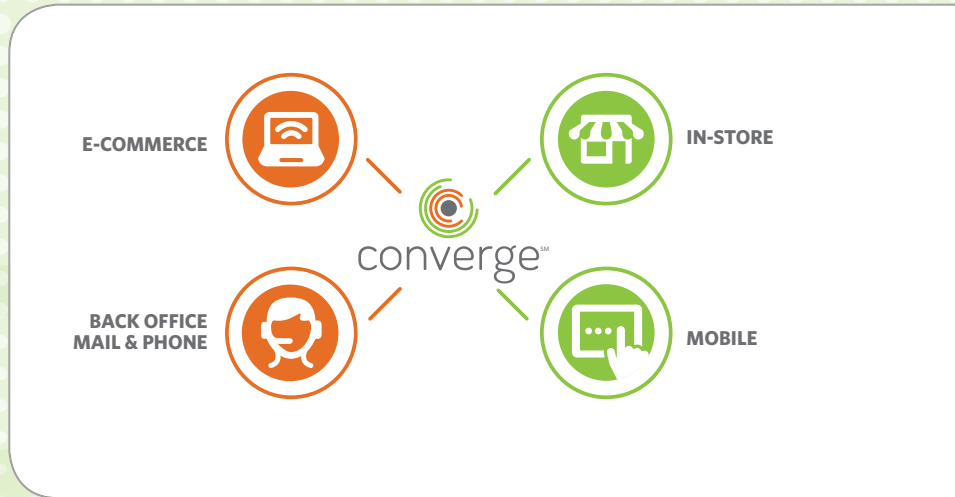 E-COMMERCE
IN-STORE
converge℠
BACK OFFICE
MAIL & PHONE
MOBILE